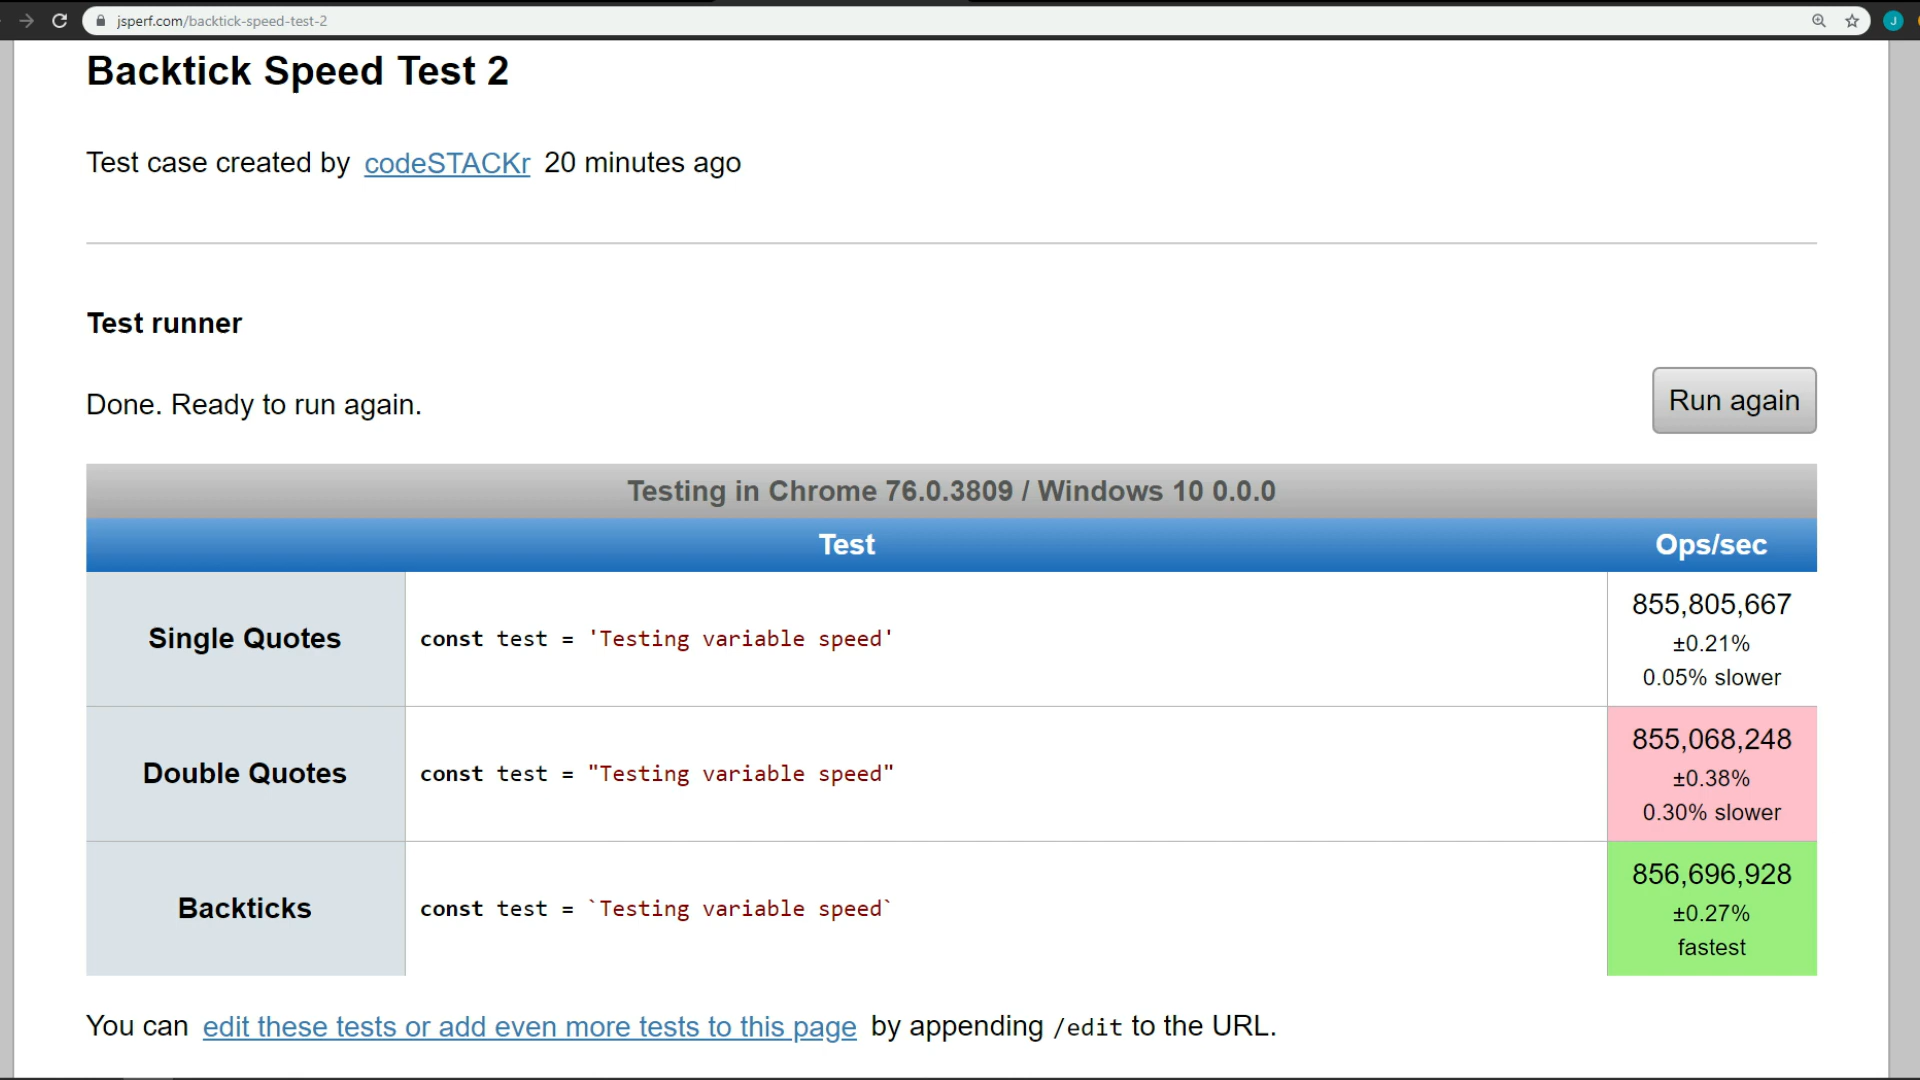 jsperf.com/backtick-speed-test-2
J
Backtick Speed Test 2
Test case created by codeSTACKr 20 minutes ago
Test runner
Done. Ready to run again.
Run again
Testing in Chrome 76.0.3809 / Windows 10 0.0.0
Test Ops/sec
Single Quotes
const test = 'Testing variable speed'
855,805,667
±0.21%
0.05% slower
Double Quotes
const test = "Testing variable speed"
855,068,248
±0.38%
0.30% slower
Backticks
const test = `Testing variable speed`
856,696,928
±0.27%
fastest
You can edit these tests or add even more tests to this page by appending /edit to the URL.